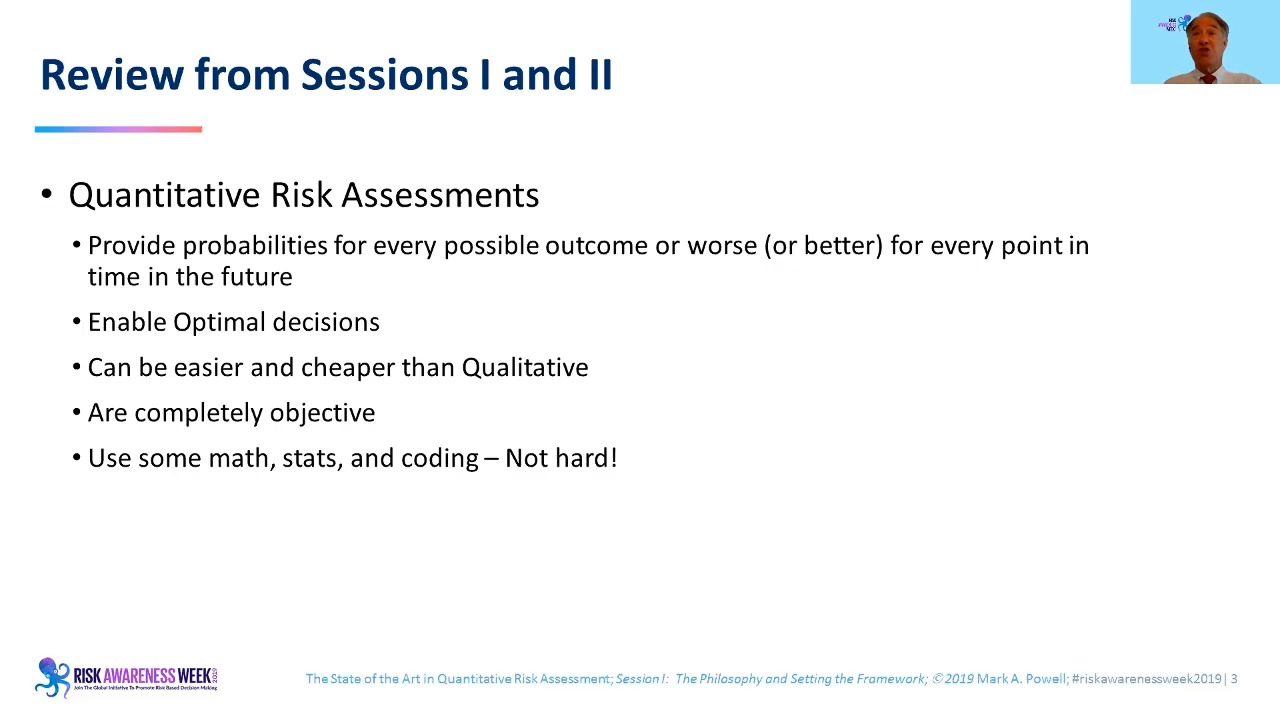 Review from Sessions I and II
• Quantitative Risk Assessments
• Provide probabilities for every possible outcome or worse (or better) for every point in
time in the future
• Enable Optimal decisions
• Can be easier and cheaper than Qualitative
• Are completely objective
• Use some math, stats, and coding – Not hard!
RISK AWARENESS WEEK 2019
Join The Global Initiative To Promote Risk Based Decision Making
The State of the Art in Quantitative Risk Assessment; Session I: The Philosophy and Setting the Framework; © 2019 Mark A. Powell; #riskawarenessweek2019| 3